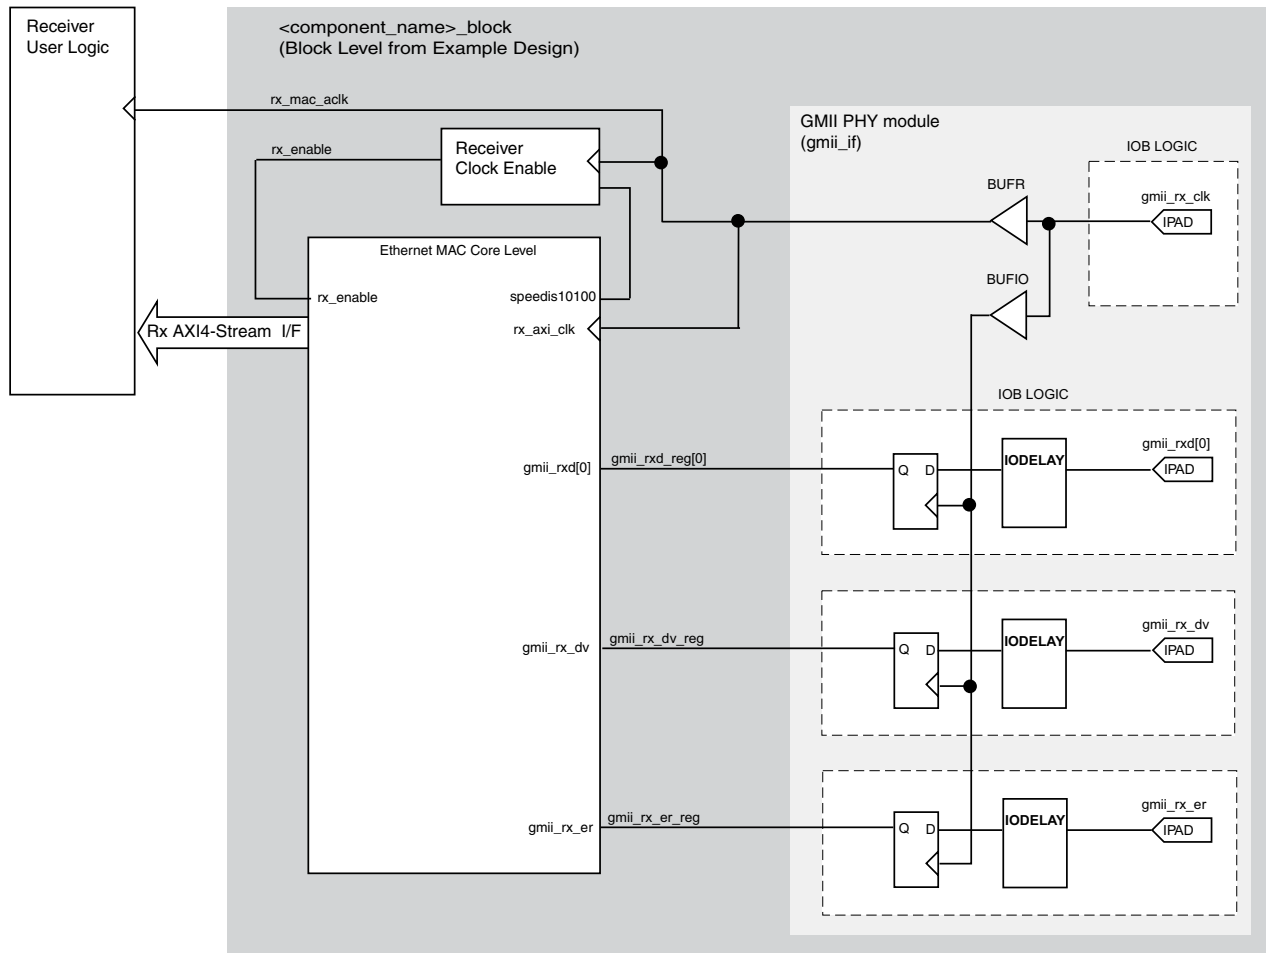 Receiver
User Logic
<component_name>_block
(Block Level from Example Design)
rx_mac_aclk
GMII PHY module
(gmii_if)
IOB LOGIC
rx_enable
Receiver
Clock Enable
BUFR
gmii_rx_clk
IPAD
Ethernet MAC Core Level
BUFIO
rx_enable
speedis10100
Rx AXI4-Stream I/F
rx_axi_clk
IOB LOGIC
gmii_rxd[0]
gmii_rxd_reg[0]
Q D
IODELAY
gmii_rxd[0]
IPAD
gmii_rx_dv
gmii_rx_dv_reg
Q D
IODELAY
gmii_rx_dv
IPAD
gmii_rx_er
gmii_rx_er_reg
Q D
IODELAY
gmii_rx_er
IPAD